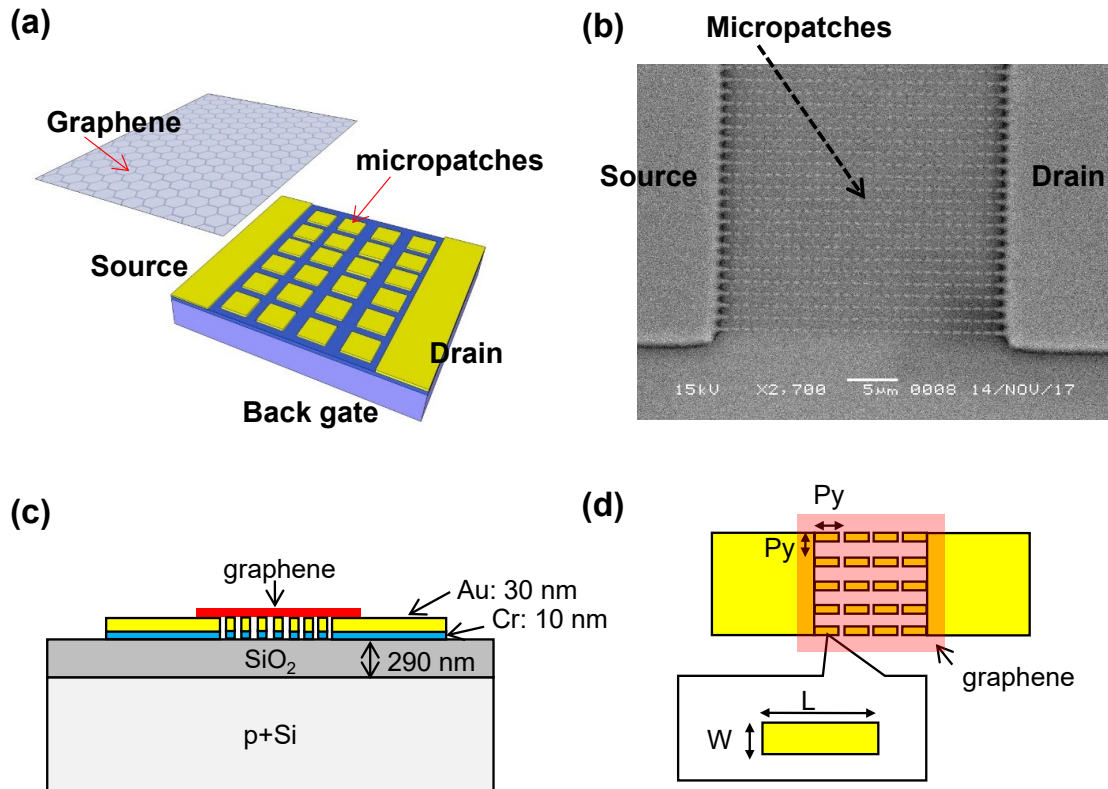 (a)
Graphene
micropatches
Source
Drain
Back gate
(b)
Micropatches
Source
Drain
15kV X2,700 5µm 0008 14/NOV/17
(c)
graphene
Au: 30 nm
Cr: 10 nm
SiO₂
290 nm
p+Si
(d)
Py
Py
graphene
L
W